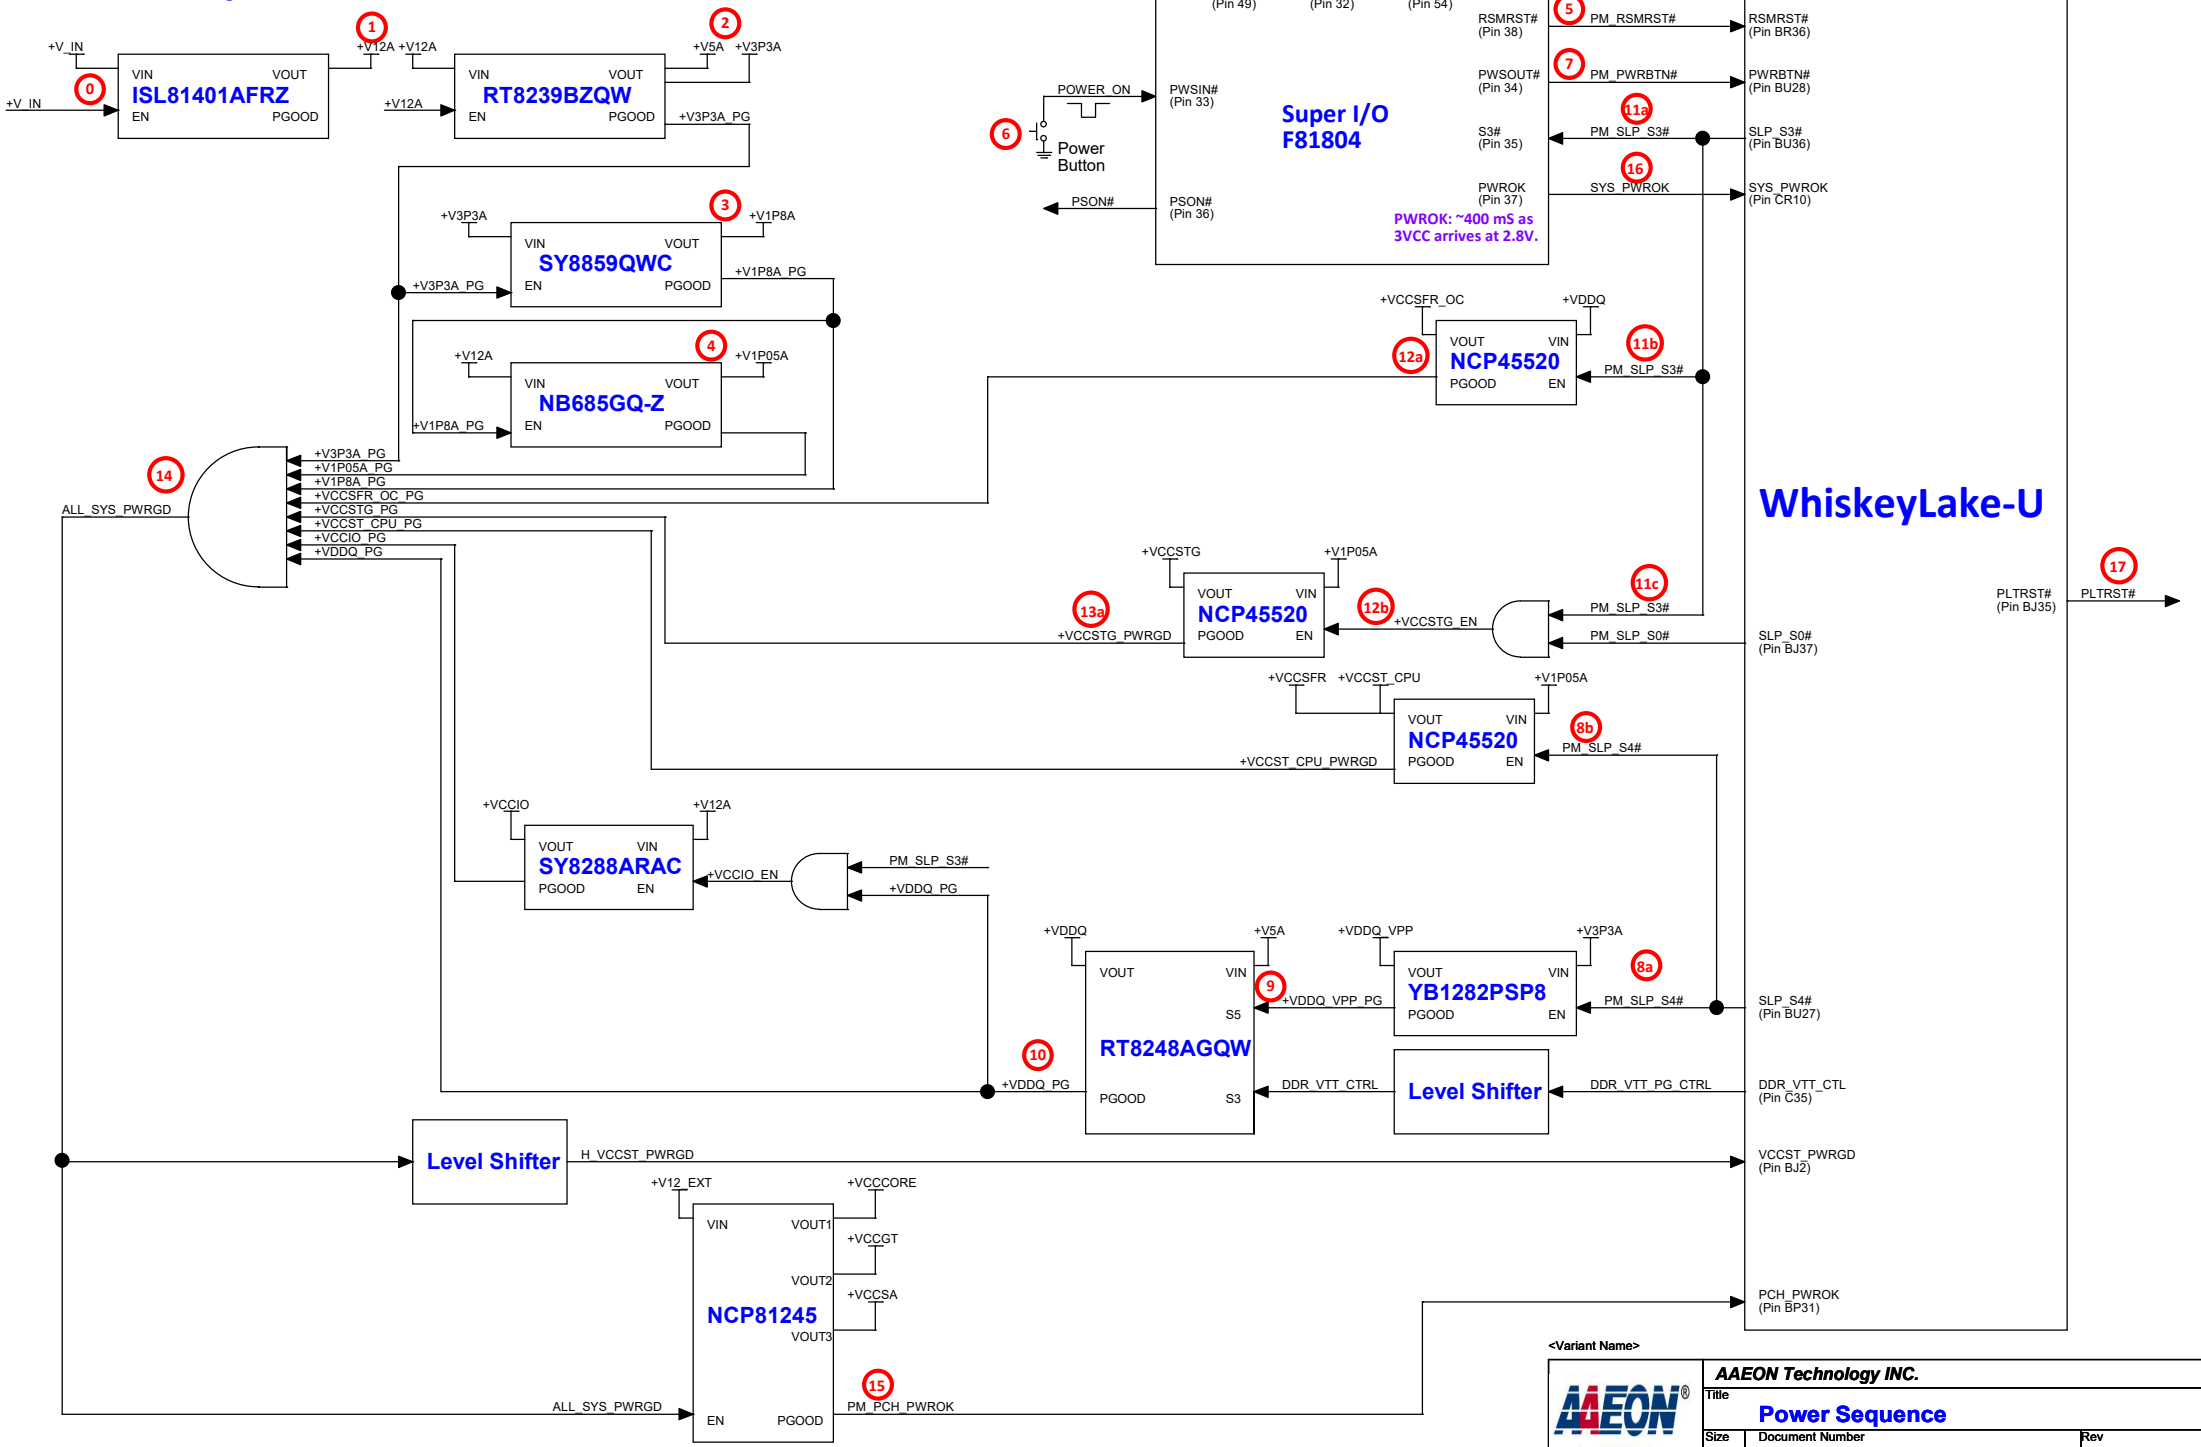 (Pin 49)
(Pin 32)
(Pin 54)
0
+V_IN
+V_IN
VIN
VOUT
ISL81401AFRZ
EN
PGOOD
1
+V12A
+V12A
+V12A
VIN
VOUT
RT8239BZQW
EN
PGOOD
2
+V5A
+V3P3A
+V3P3A_PG
3
+V3P3A
+V1P8A
VIN
VOUT
SY8859QWC
EN
PGOOD
+V3P3A_PG
+V1P8A_PG
4
+V12A
+V1P05A
VIN
VOUT
NB685GQ-Z
EN
PGOOD
+V1P8A_PG
6
POWER_ON
Power
Button
PSON#
PWSIN#
(Pin 33)
PSON#
(Pin 36)
Super I/O
F81804
RSMRST#
(Pin 38)
PWSOUT#
(Pin 34)
S3#
(Pin 35)
PWROK
(Pin 37)
PWROK: ~400 mS as
3VCC arrives at 2.8V.
5
PM_RSMRST#
7
PM_PWRBTN#
11a
PM_SLP_S3#
16
SYS_PWROK
RSMRST#
(Pin BR36)
PWRBTN#
(Pin BU28)
SLP_S3#
(Pin BU36)
SYS_PWROK
(Pin CR10)
+VCCSFR_OC
+VDDQ
12a
VOUT
VIN
NCP45520
PGOOD
EN
11b
PM_SLP_S3#
14
ALL_SYS_PWRGD
+V3P3A_PG
+V1P05A_PG
+V1P8A_PG
+VCCSFR_OC_PG
+VCCSTG_PG
+VCCST_CPU_PG
+VCCIO_PG
+VDDQ_PG
WhiskeyLake-U
+VCCSTG
+V1P05A
13a
+VCCSTG_PWRGD
VOUT
VIN
NCP45520
PGOOD
EN
12b
+VCCSTG_EN
11c
PM_SLP_S3#
PM_SLP_S0#
SLP_S0#
(Pin BJ37)
PLTRST#
(Pin BJ35)
17
PLTRST#
+VCCSFR
+VCCST_CPU
+V1P05A
VOUT
VIN
NCP45520
PGOOD
EN
+VCCST_CPU_PWRGD
8b
PM_SLP_S4#
+VCCIO
+V12A
VOUT
VIN
SY8288ARAC
PGOOD
EN
+VCCIO_EN
PM_SLP_S3#
+VDDQ_PG
+VDDQ
+V5A
VOUT
VIN
S5
RT8248AGQW
PGOOD
S3
10
+VDDQ_PG
9
+VDDQ_VPP_PG
+VDDQ_VPP
+V3P3A
VOUT
VIN
YB1282PSP8
PGOOD
EN
8a
PM_SLP_S4#
SLP_S4#
(Pin BU27)
DDR_VTT_CTRL
Level Shifter
DDR_VTT_PG_CTRL
DDR_VTT_CTL
(Pin C35)
Level Shifter
H_VCCST_PWRGD
VCCST_PWRGD
(Pin BJ2)
+V12_EXT
+VCCCORE
VIN
VOUT1
+VCCGT
VOUT2
+VCCSA
NCP81245
VOUT3
ALL_SYS_PWRGD
EN
PGOOD
15
PM_PCH_PWROK
PCH_PWROK
(Pin BP31)
<Variant Name>
AAEON®
AAEON Technology INC.
Title
Power Sequence
Size
Document Number
Rev